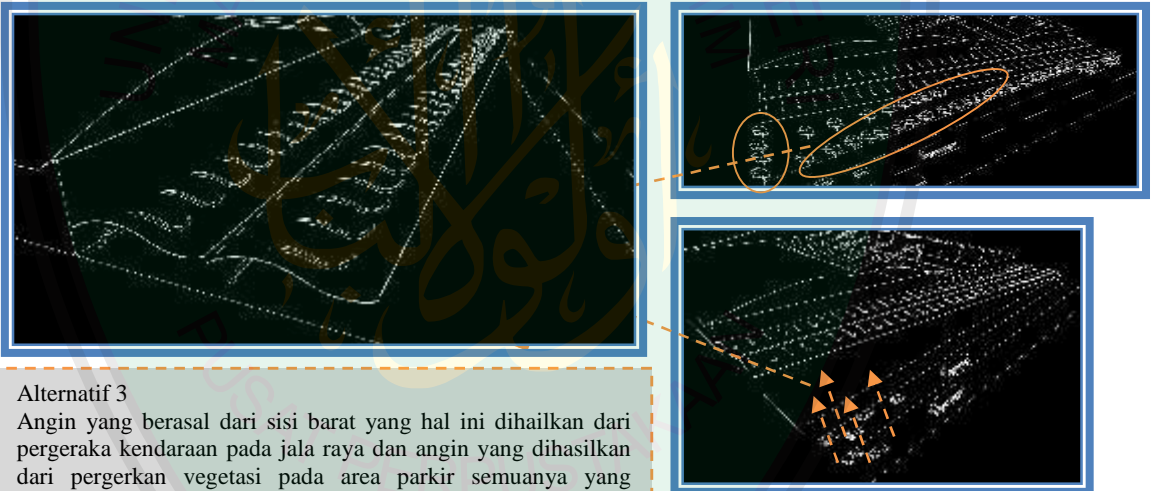 Alternatif 3
Angin yang berasal dari sisi barat yang hal ini dihailkan dari
pergeraka kendaraan pada jala raya dan angin yang dihasilkan
dari pergerkan vegetasi pada area parkir semuanya yang